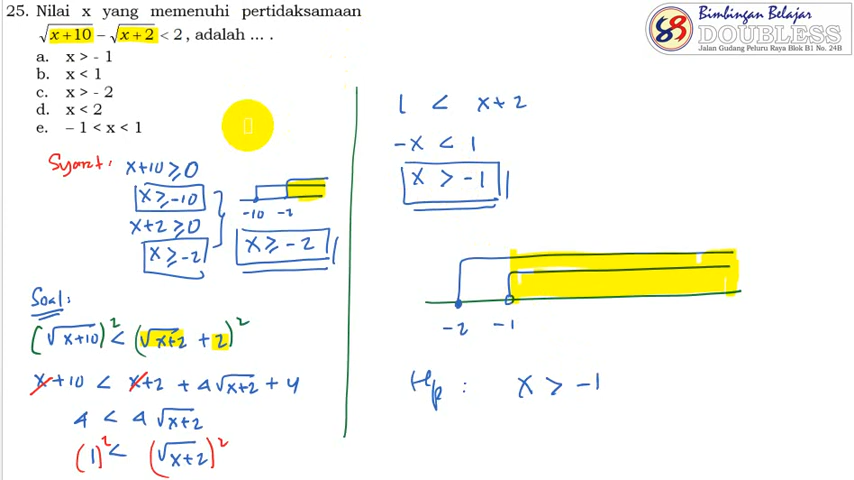 25. Nilai x yang memenuhi pertidaksamaan
√x+10 − √x+2 < 2, adalah ... .
a. x > - 1
b. x < 1
c. x > - 2
d. x < 2
e. – 1 < x < 1
Bimbingan Belajar
DOUBLESS
Jalan Gudang Peluru Raya Blok B1 No. 24B
Syarat:
x+10 ≥ 0
x ≥ -10
x+2 ≥ 0
x ≥ -2
-10 -2
x ≥ -2
Soal:
(√x+10)² < (√x+2 + 2)²
x+10 < x+2 + 4√x+2 + 4
4 < 4√x+2
(1)² < (√x+2)²
1 < x+2
-x < 1
x > -1
-2 -1
Hp : x > -1